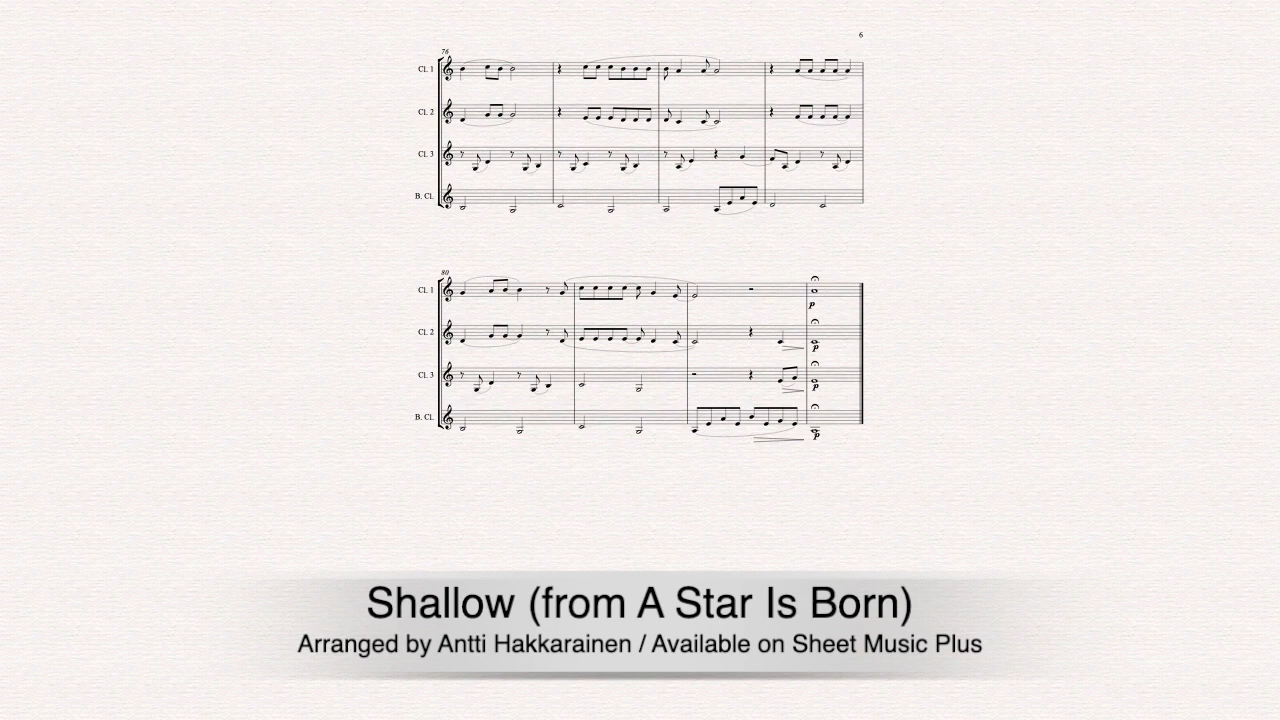 6
76
Cl. 1
Cl. 2
Cl. 3
B. Cl.
80
Cl. 1
p
Cl. 2
p
Cl. 3
p
B. Cl.
p
Shallow (from A Star Is Born)
Arranged by Antti Hakkarainen / Available on Sheet Music Plus